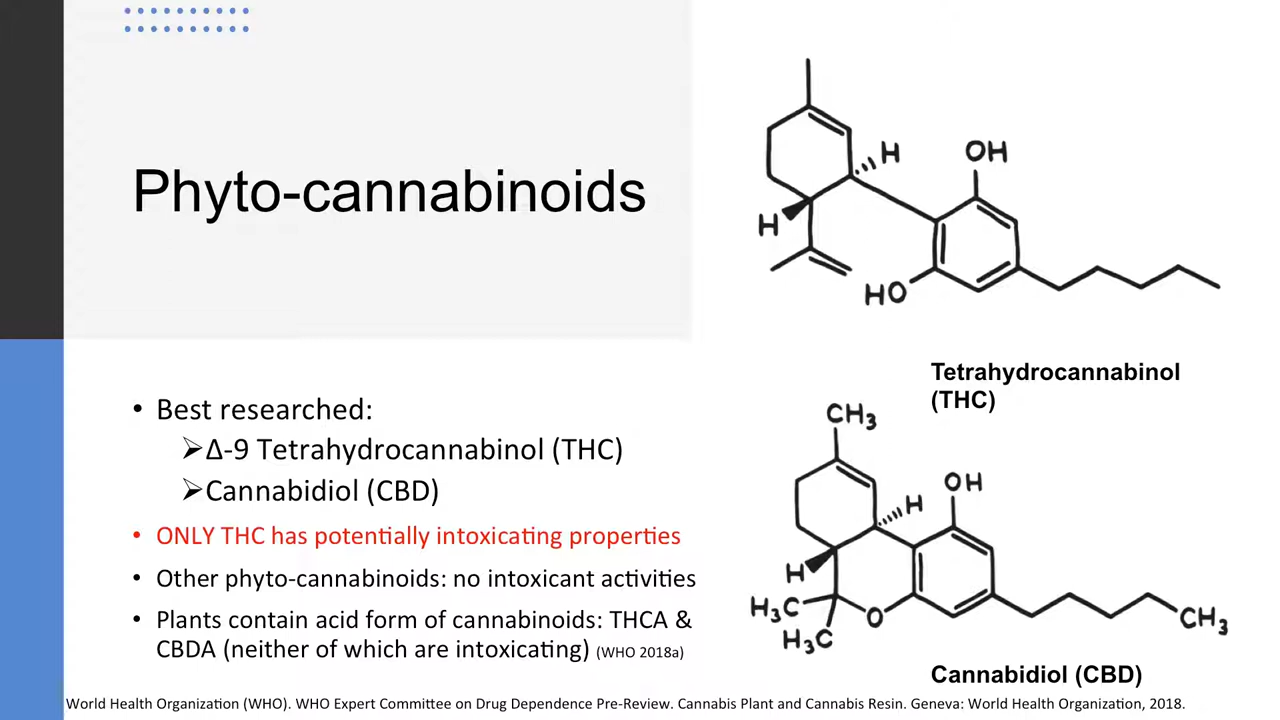 Phyto-cannabinoids
• Best researched:
➢Δ-9 Tetrahydrocannabinol (THC)
➢Cannabidiol (CBD)
• ONLY THC has potentially intoxicating properties
• Other phyto-cannabinoids: no intoxicant activities
• Plants contain acid form of cannabinoids: THCA &
CBDA (neither of which are intoxicating) (WHO 2018a)
H
OH
H
HO
Tetrahydrocannabinol
(THC)
CH₃
OH
H
H
H₃C
O
H₃C
CH₃
Cannabidiol (CBD)
World Health Organization (WHO). WHO Expert Committee on Drug Dependence Pre-Review. Cannabis Plant and Cannabis Resin. Geneva: World Health Organization, 2018.